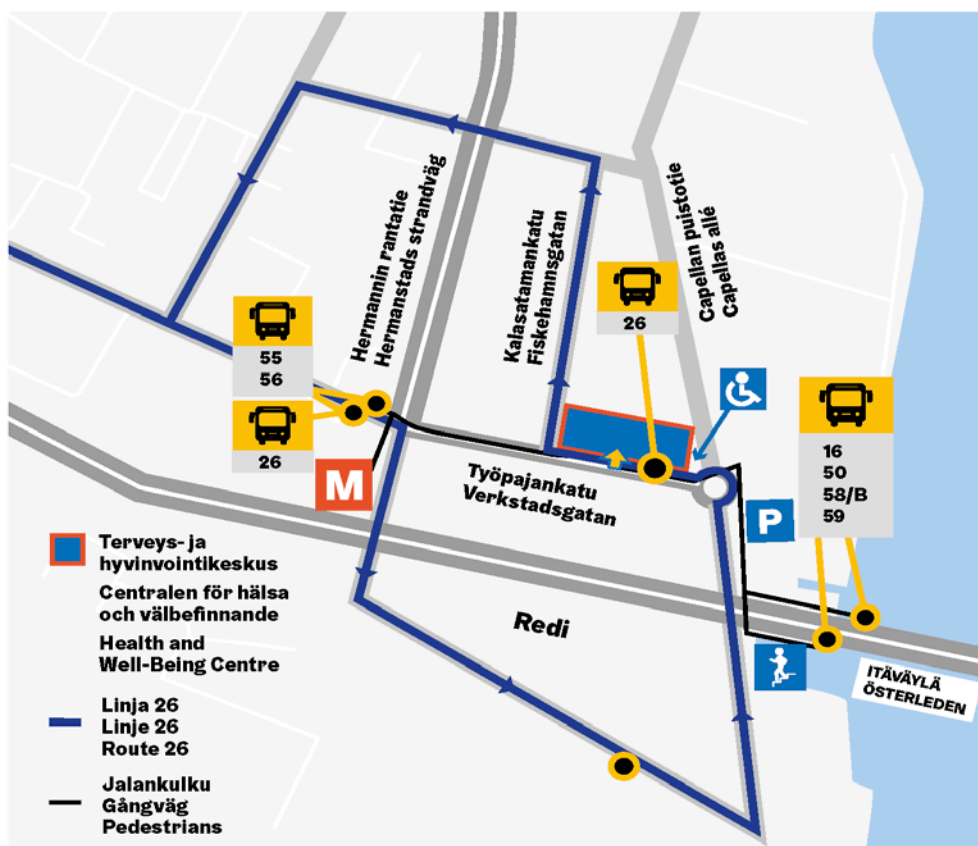 Hermannin rantatie
Hermanstads strandväg
Kalasatamankatu
Fiskehamnsgatan
Capellan puistotie
Capellas allé
26
55
56
26
16
50
58/B
59
M
P
Työpajankatu
Verkstadsgatan
Redi
ITÄVÄYLÄ
ÖSTERLEDEN
Terveys- ja
hyvinvointikeskus
Centralen för hälsa
och välbefinnande
Health and
Well-Being Centre
Linja 26
Linje 26
Route 26
Jalankulku
Gångväg
Pedestrians